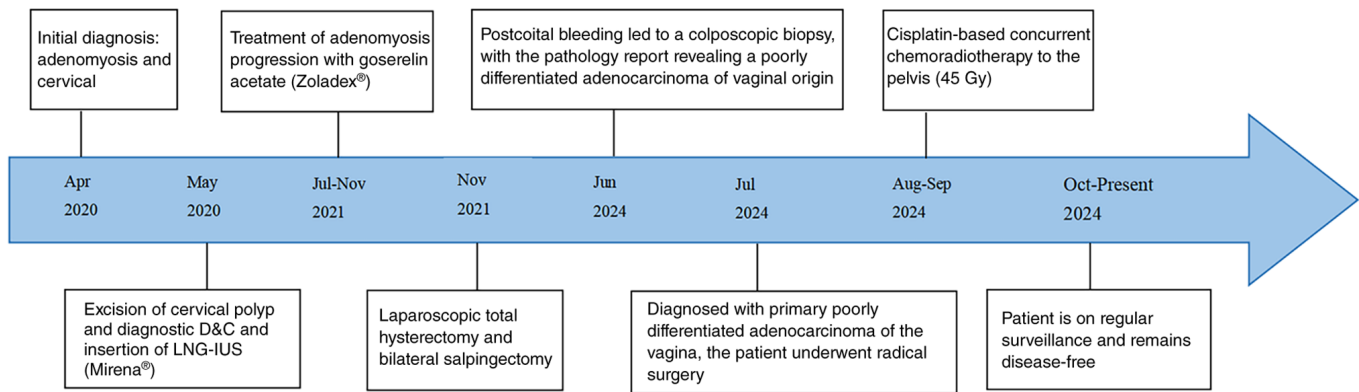 Initial diagnosis:
adenomyosis and
cervical
Treatment of adenomyosis
progression with goserelin
acetate (Zoladex®)
Postcoital bleeding led to a colposcopic biopsy,
with the pathology report revealing a poorly
differentiated adenocarcinoma of vaginal origin
Cisplatin-based concurrent
chemoradiotherapy to the
pelvis (45 Gy)
Apr
2020
May
2020
Jul-Nov
2021
Nov
2021
Jun
2024
Jul
2024
Aug-Sep
2024
Oct-Present
2024
Excision of cervical polyp
and diagnostic D&C and
insertion of LNG-IUS
(Mirena®)
Laparoscopic total
hysterectomy and
bilateral salpingectomy
Diagnosed with primary poorly
differentiated adenocarcinoma of the
vagina, the patient underwent radical
surgery
Patient is on regular
surveillance and remains
disease-free